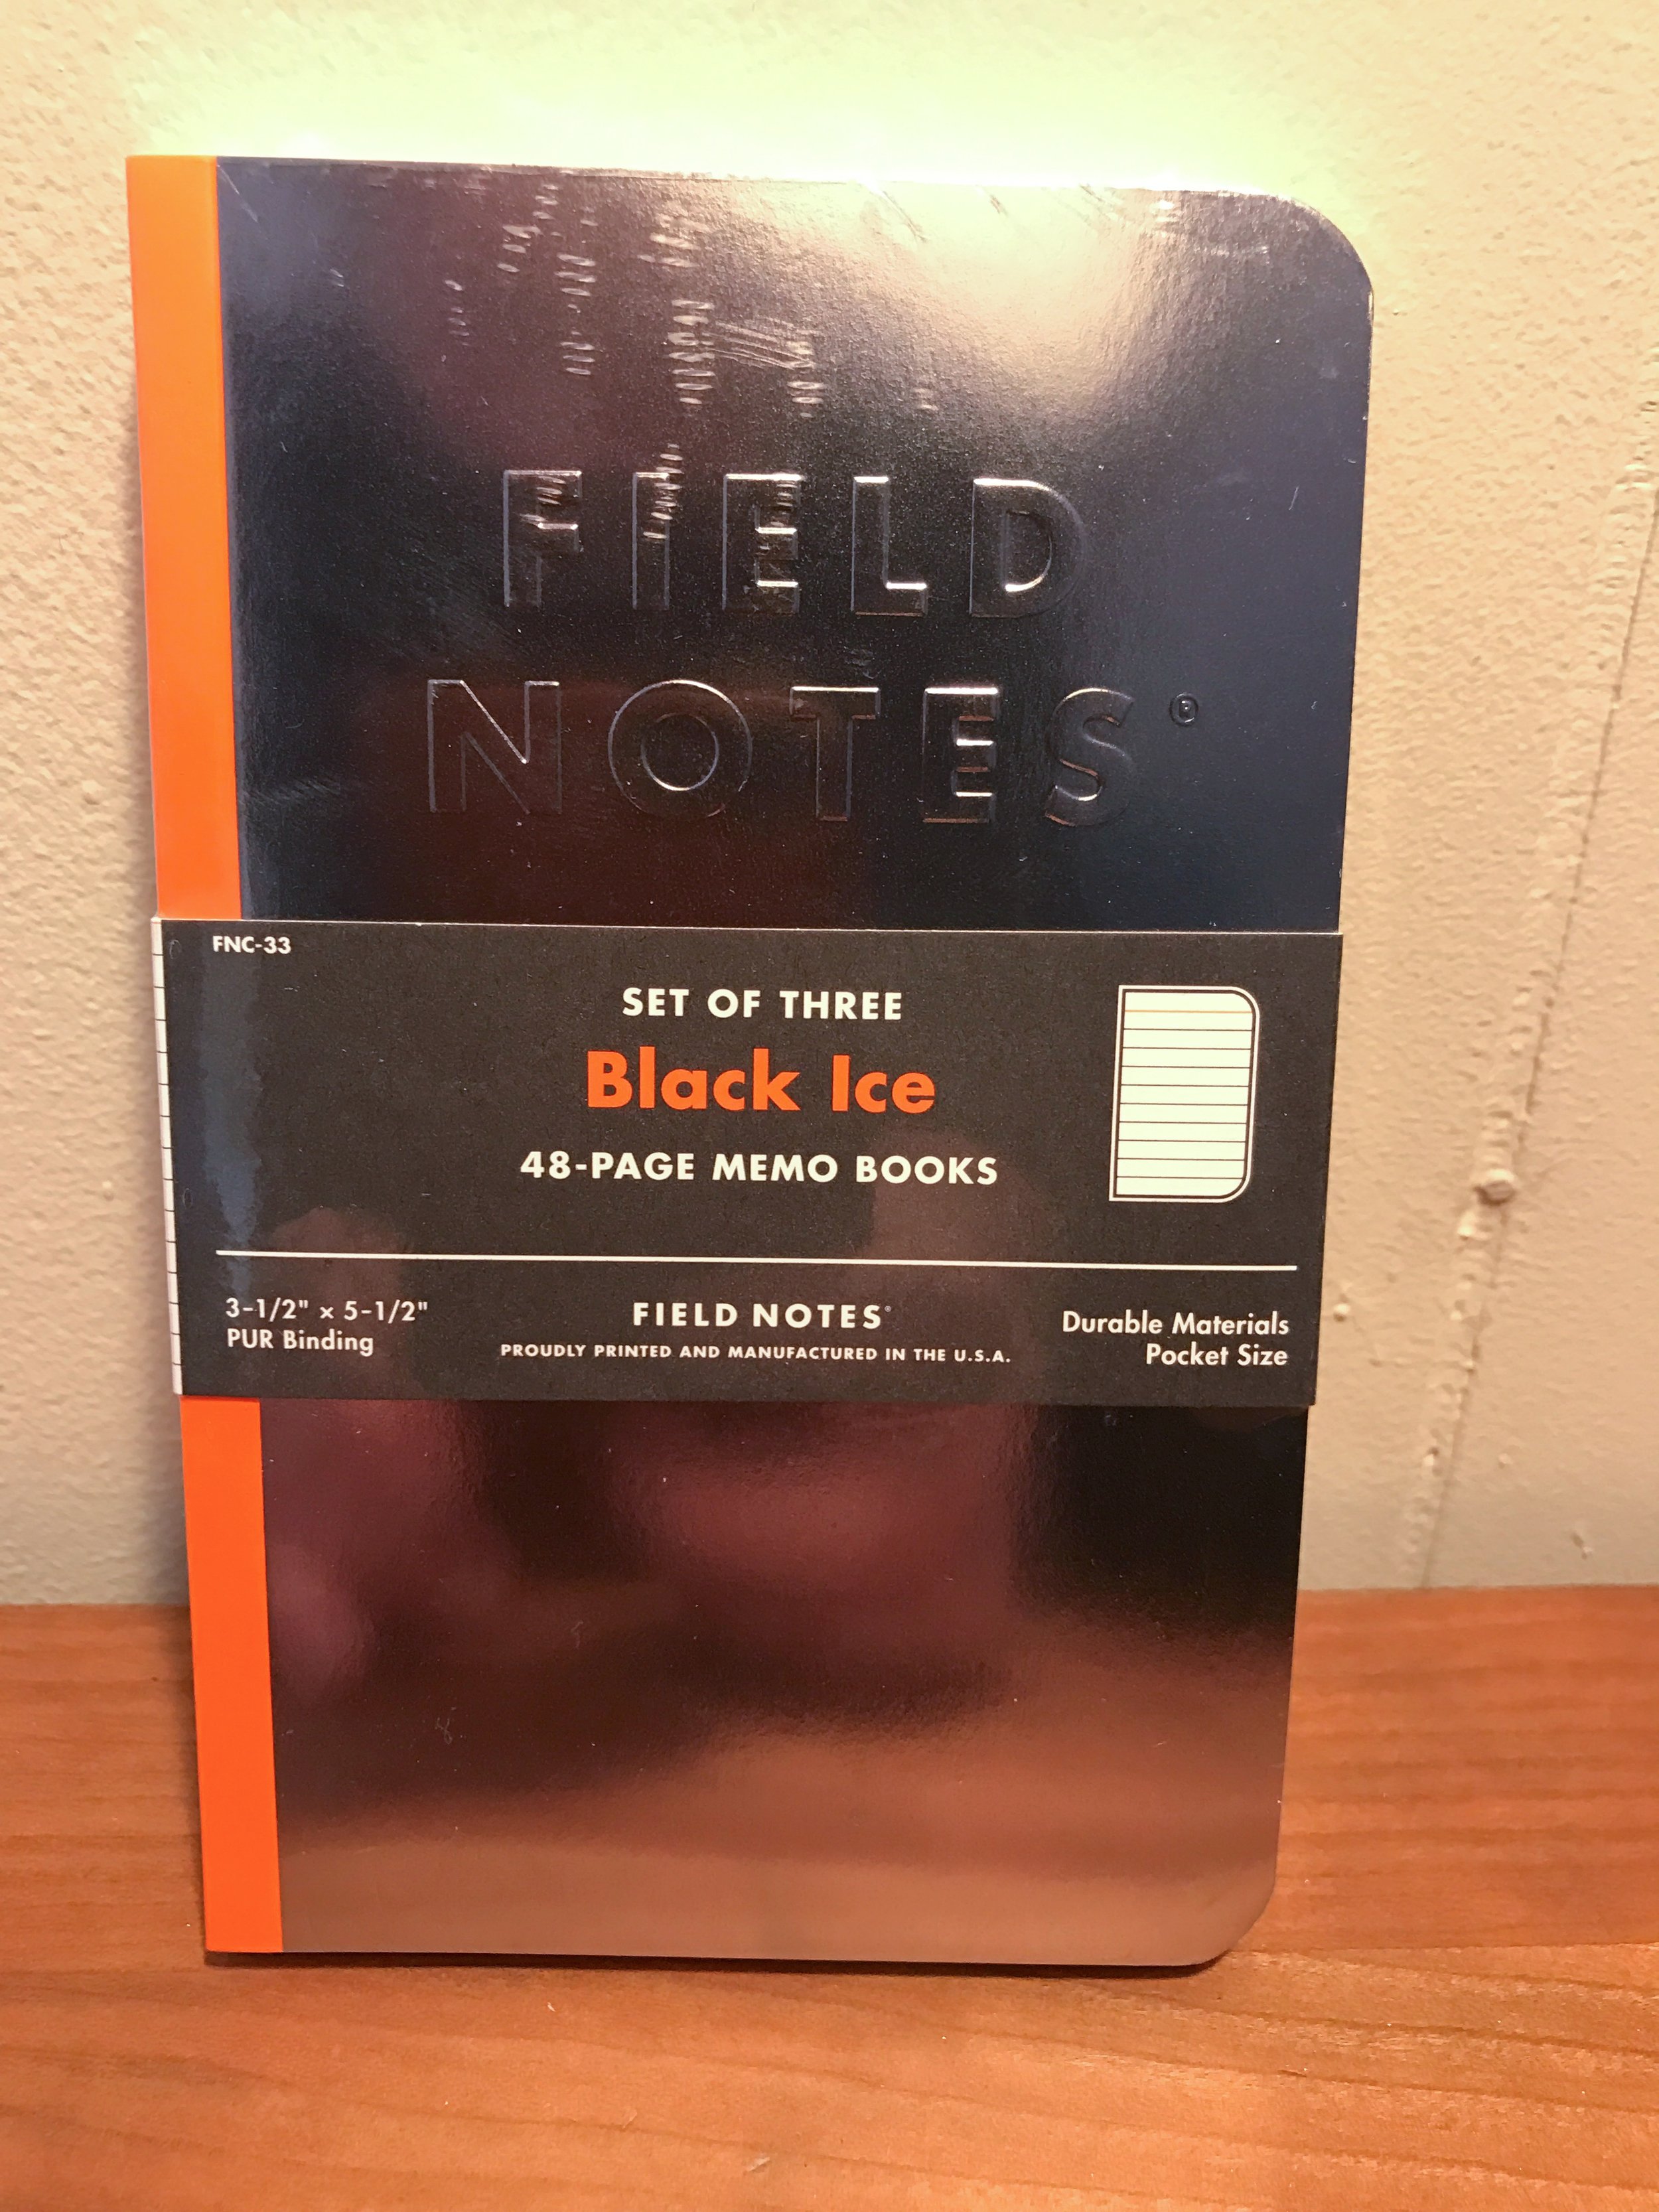 FIELD
NOTES®
FNC-33
SET OF THREE
Black Ice
48-PAGE MEMO BOOKS
3-1/2" × 5-1/2"
PUR Binding
FIELD NOTES®
PROUDLY PRINTED AND MANUFACTURED IN THE U.S.A.
Durable Materials
Pocket Size